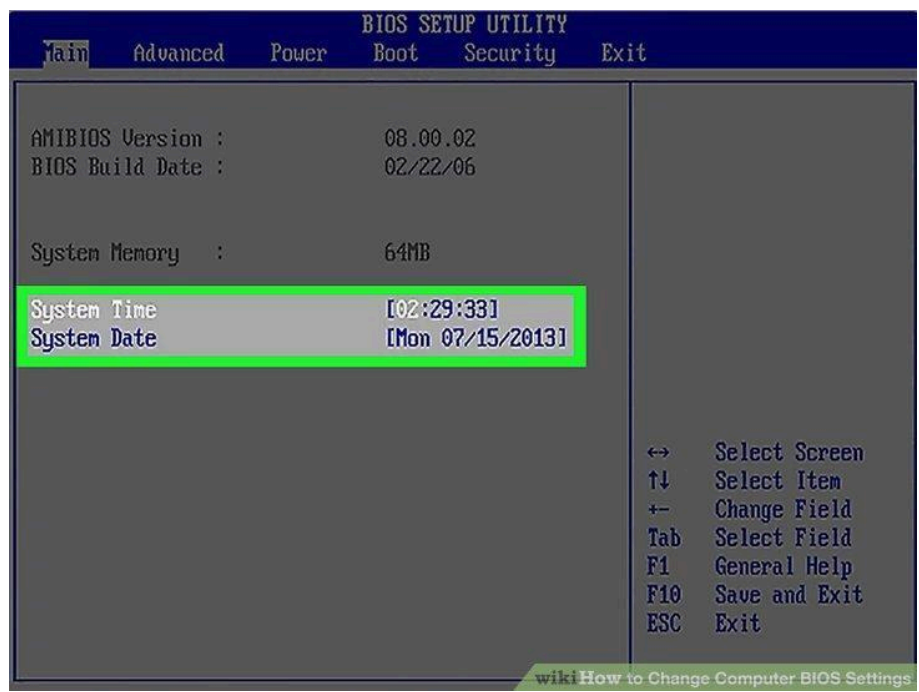 BIOS SETUP UTILITY
Main Advanced Power Boot Security Exit
AMIBIOS Version : 08.00.02
BIOS Build Date : 02/22/06
System Memory : 64MB
System Time [02:29:33]
System Date [Mon 07/15/2013]
↔ Select Screen
↑↓ Select Item
+- Change Field
Tab Select Field
F1 General Help
F10 Save and Exit
ESC Exit
wikiHow to Change Computer BIOS Settings